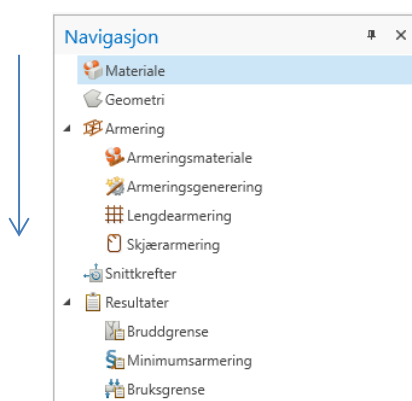 Navigasjon
Materiale
Geometri
Armering
Armeringsmateriale
Armeringsgenerering
Lengdearmering
Skjærarmering
Snittkrefter
Resultater
Bruddgrense
Minimumsarmering
Bruksgrense